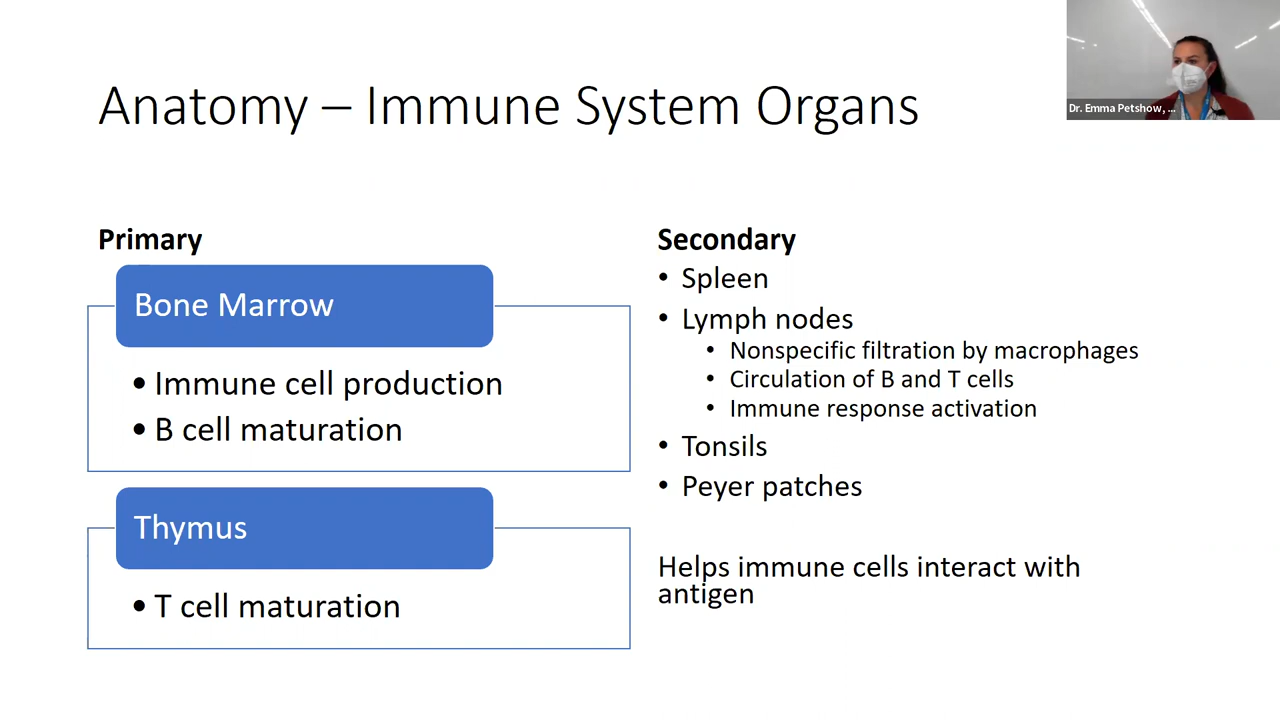 Anatomy – Immune System Organs
Dr. Emma Petshow, ...
Primary
Bone Marrow
• Immune cell production
• B cell maturation
Thymus
• T cell maturation
Secondary
• Spleen
• Lymph nodes
• Nonspecific filtration by macrophages
• Circulation of B and T cells
• Immune response activation
• Tonsils
• Peyer patches
Helps immune cells interact with
antigen